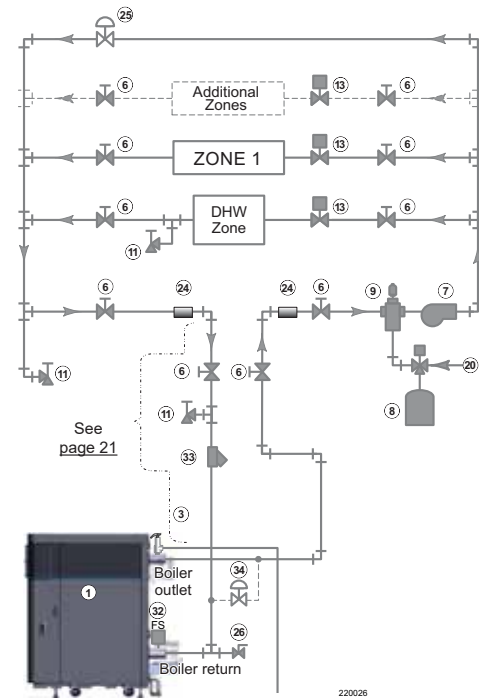 25
6
Additional
Zones
13
6
6
ZONE 1
13
6
6
DHW
Zone
13
6
11
6
24
24
6
9
7
11
6
6
20
8
11
See
page 21
33
3
34
1
Boiler
outlet
32
FS
26
Boiler return
220026